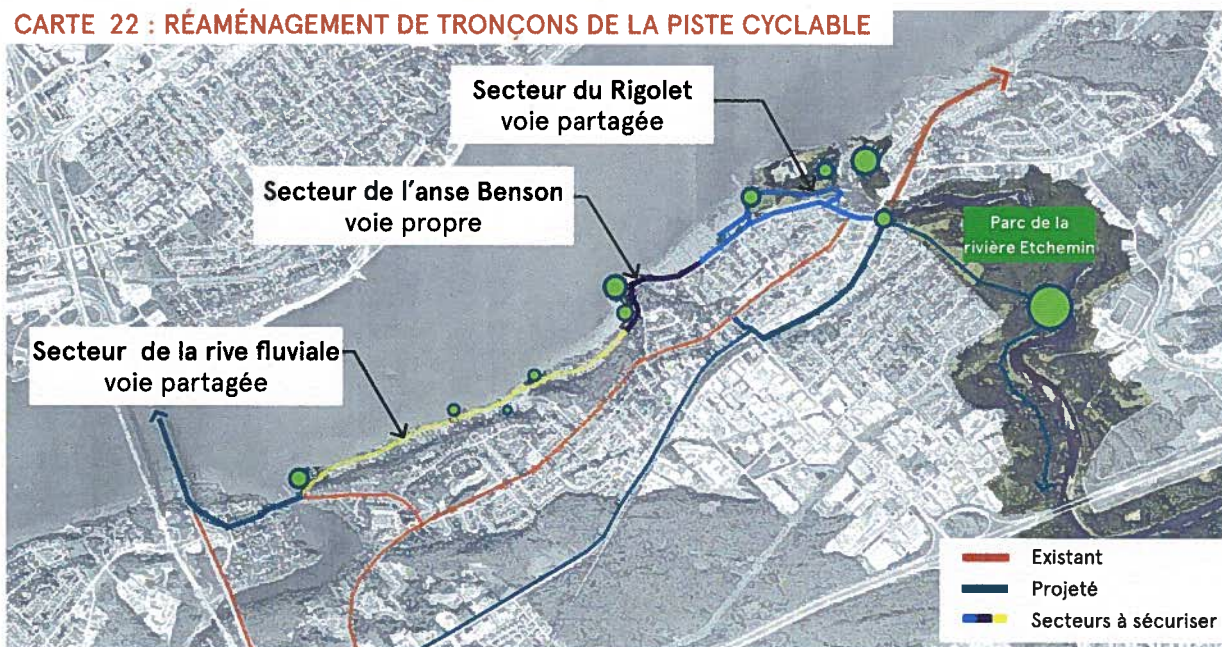 CARTE 22 : RÉAMÉNAGEMENT DE TRONÇONS DE LA PISTE CYCLABLE
Secteur du Rigolet
voie partagée
Secteur de l'anse Benson
voie propre
Parc de la
rivière Etchemin
Secteur de la rive fluviale
voie partagée
Existant
Projeté
Secteurs à sécuriser